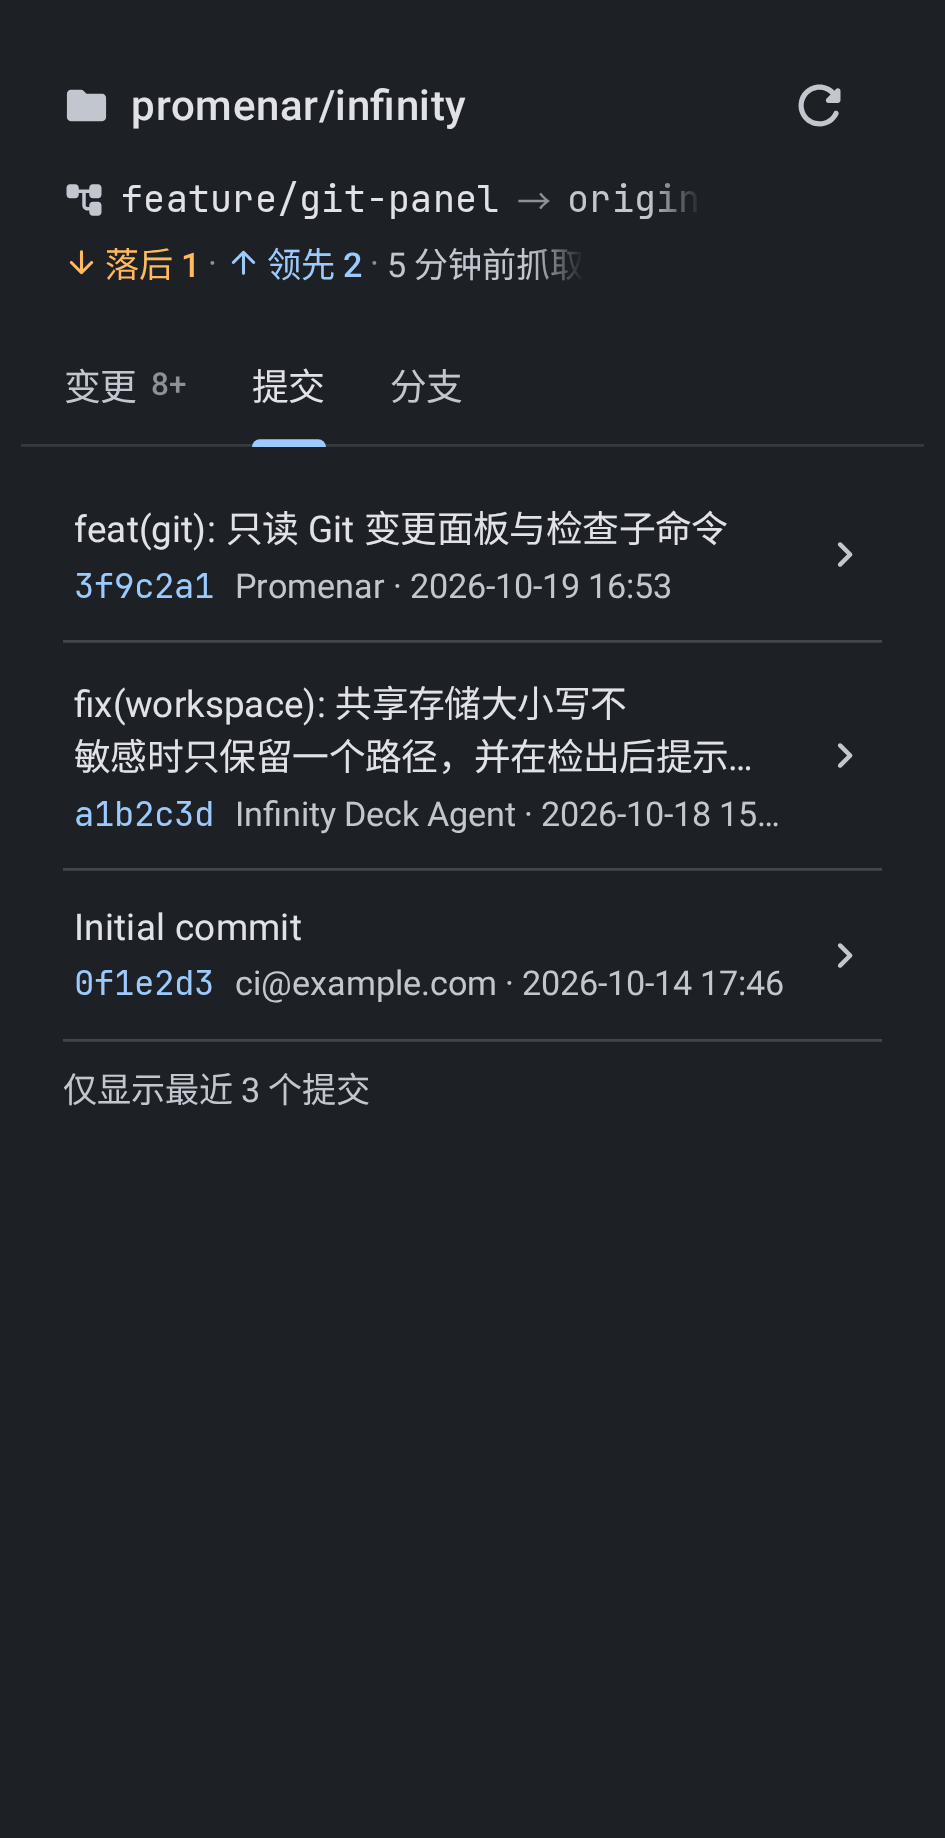 promenar/infinity
feature/git-panel → origin
↓ 落后 1 · ↑ 领先 2 · 5 分钟前抓取
变更 8+ 提交 分支
feat(git): 只读 Git 变更面板与检查子命令
3f9c2a1 Promenar · 2026-10-19 16:53
fix(workspace): 共享存储大小写不
敏感时只保留一个路径，并在检出后提示…
a1b2c3d Infinity Deck Agent · 2026-10-18 15…
Initial commit
0f1e2d3 ci@example.com · 2026-10-14 17:46
仅显示最近 3 个提交